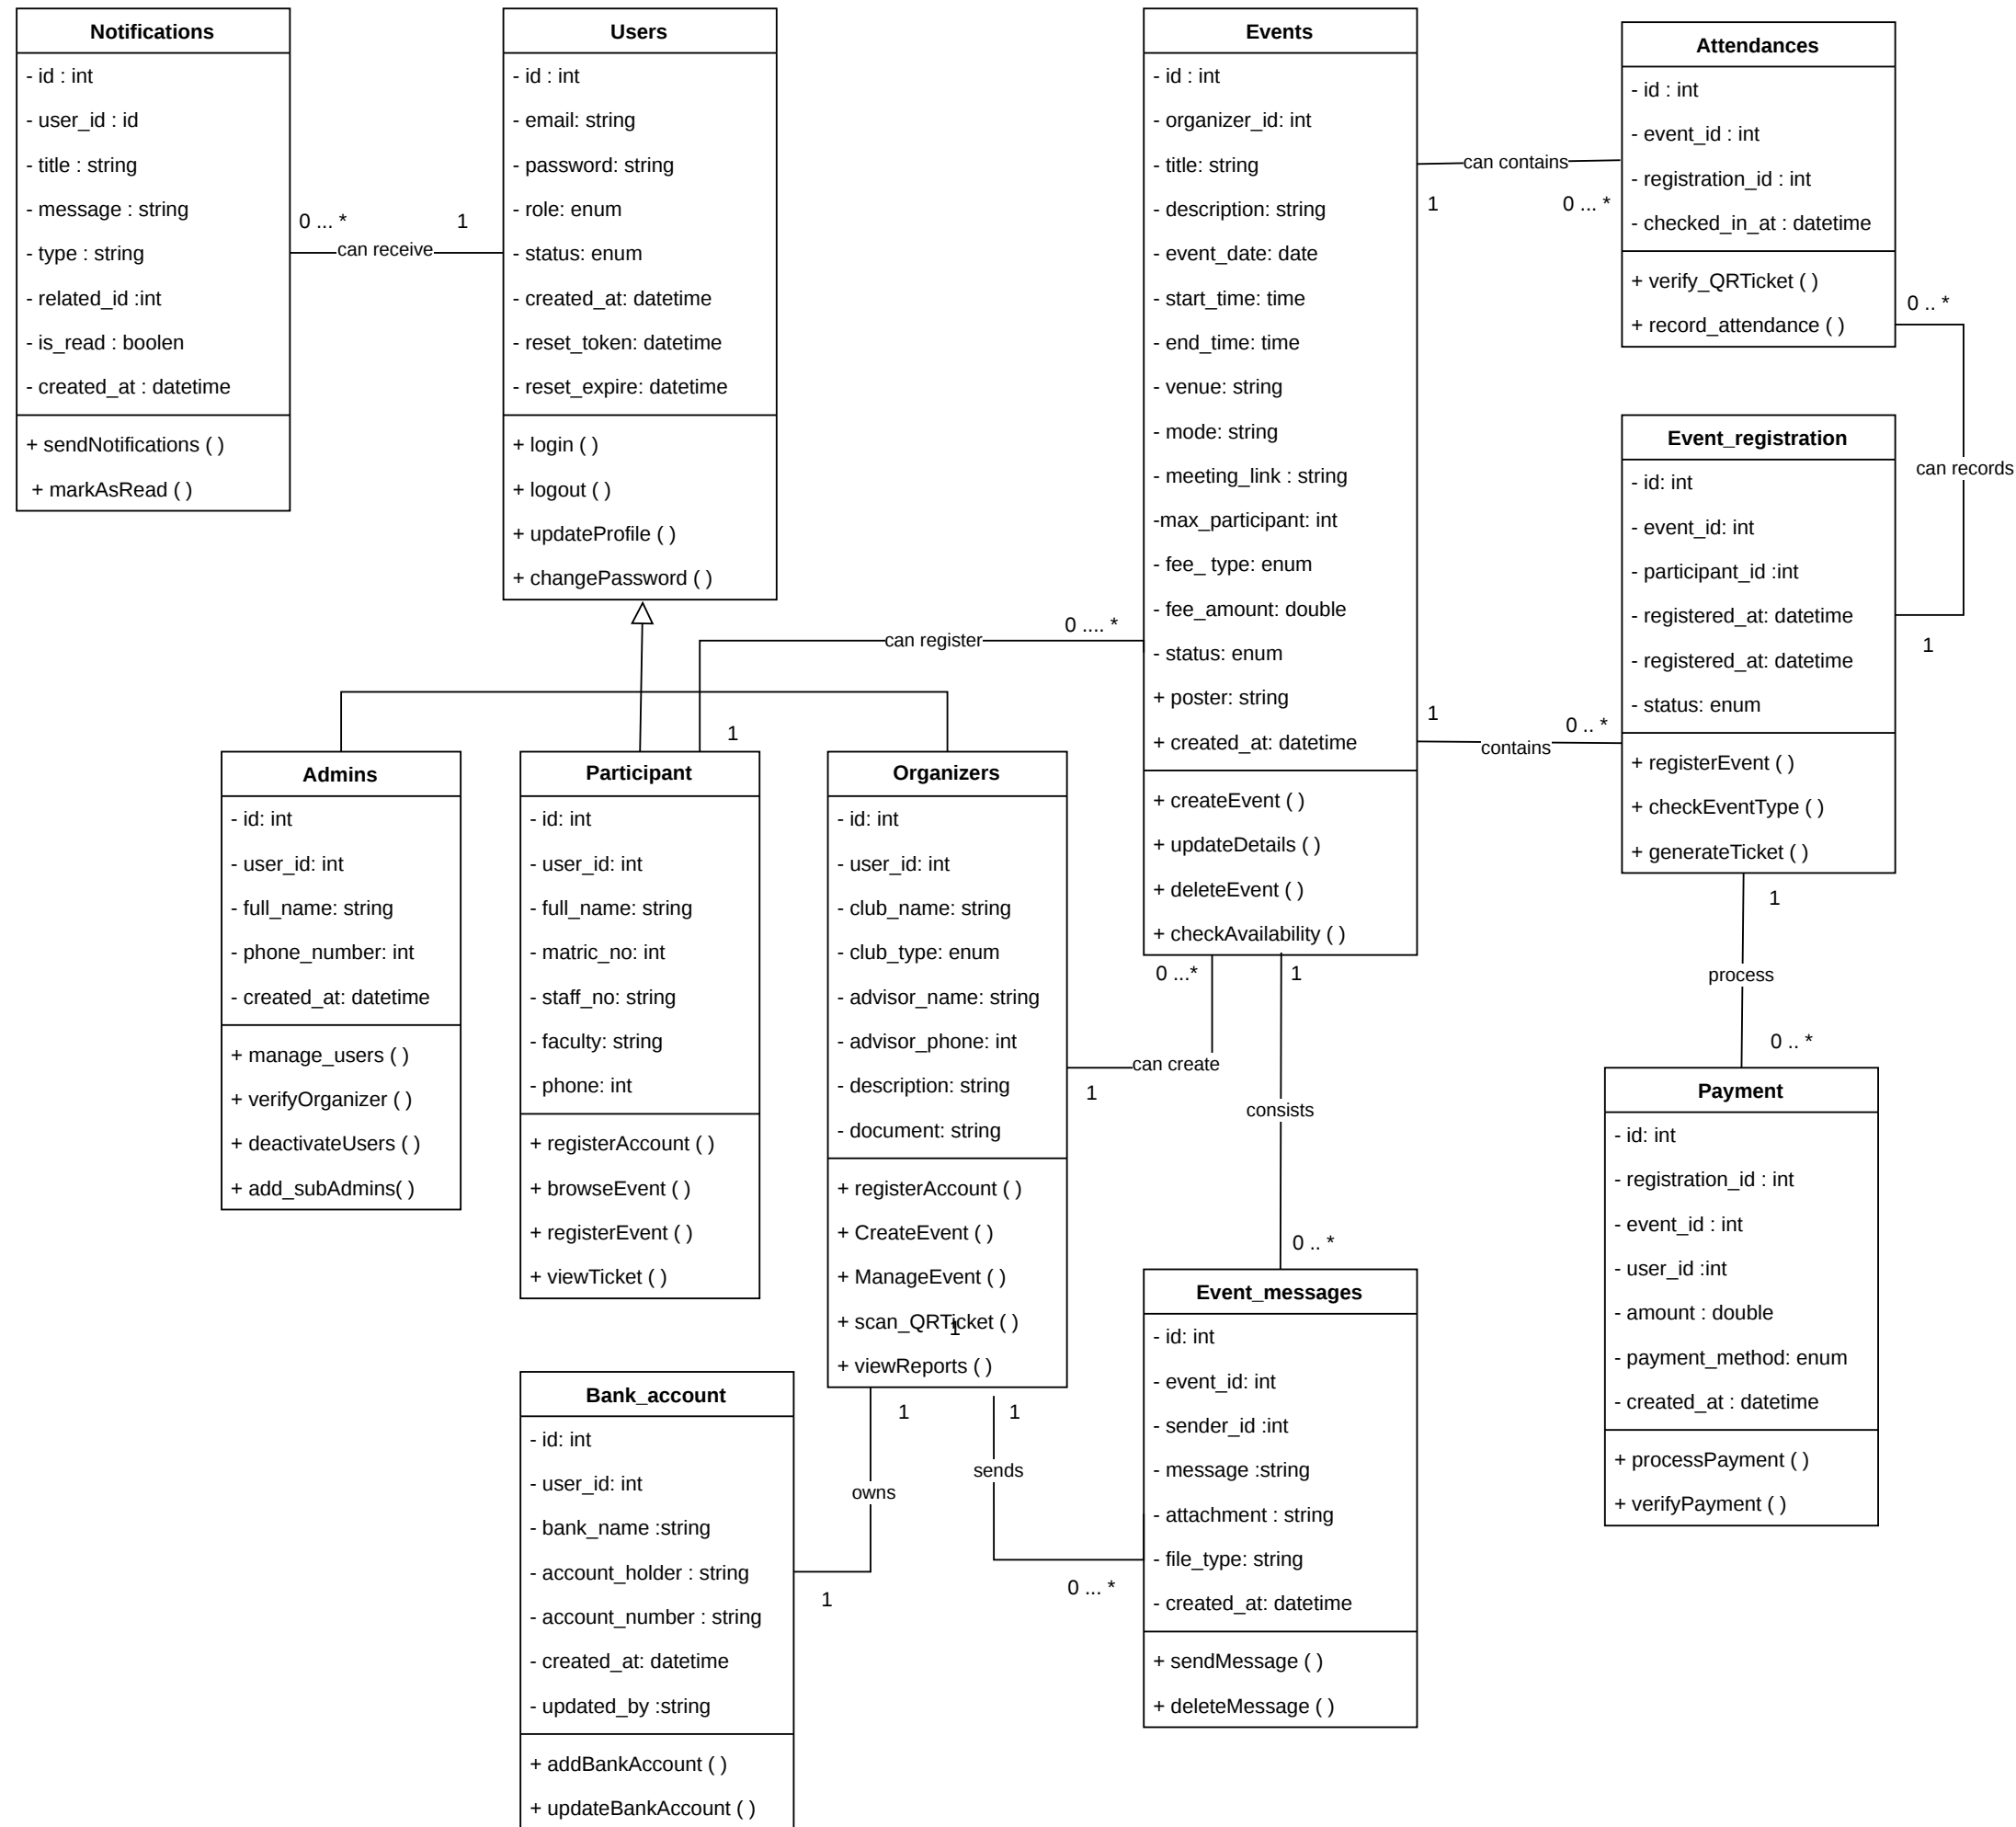 Notifications
- id : int
- user_id : id
- title : string
- message : string
- type : string
- related_id :int
- is_read : boolen
- created_at : datetime
+ sendNotifications ( )
+ markAsRead ( )
0 ... *
1
can receive
Users
- id : int
- email: string
- password: string
- role: enum
- status: enum
- created_at: datetime
- reset_token: datetime
- reset_expire: datetime
+ login ( )
+ logout ( )
+ updateProfile ( )
+ changePassword ( )
Events
- id : int
- organizer_id: int
- title: string
- description: string
- event_date: date
- start_time: time
- end_time: time
- venue: string
- mode: string
- meeting_link : string
-max_participant: int
- fee_ type: enum
- fee_amount: double
- status: enum
+ poster: string
+ created_at: datetime
+ createEvent ( )
+ updateDetails ( )
+ deleteEvent ( )
+ checkAvailability ( )
can contains
1
0 ... *
Attendances
- id : int
- event_id : int
- registration_id : int
- checked_in_at : datetime
+ verify_QRTicket ( )
+ record_attendance ( )
0 .. *
can records
1
Event_registration
- id: int
- event_id: int
- participant_id :int
- registered_at: datetime
- registered_at: datetime
- status: enum
+ registerEvent ( )
+ checkEventType ( )
+ generateTicket ( )
0 .... *
can register
1
1
0 .. *
contains
Admins
- id: int
- user_id: int
- full_name: string
- phone_number: int
- created_at: datetime
+ manage_users ( )
+ verifyOrganizer ( )
+ deactivateUsers ( )
+ add_subAdmins( )
Participant
- id: int
- user_id: int
- full_name: string
- matric_no: int
- staff_no: string
- faculty: string
- phone: int
+ registerAccount ( )
+ browseEvent ( )
+ registerEvent ( )
+ viewTicket ( )
Organizers
- id: int
- user_id: int
- club_name: string
- club_type: enum
- advisor_name: string
- advisor_phone: int
- description: string
- document: string
+ registerAccount ( )
+ CreateEvent ( )
+ ManageEvent ( )
+ scan_QRTicket ( )
1
+ viewReports ( )
0 ...*
can create
1
1
consists
0 .. *
1
process
0 .. *
Payment
- id: int
- registration_id : int
- event_id : int
- user_id :int
- amount : double
- payment_method: enum
- created_at : datetime
+ processPayment ( )
+ verifyPayment ( )
Event_messages
- id: int
- event_id: int
- sender_id :int
- message :string
- attachment : string
- file_type: string
- created_at: datetime
+ sendMessage ( )
+ deleteMessage ( )
1
sends
0 ... *
1
owns
1
Bank_account
- id: int
- user_id: int
- bank_name :string
- account_holder : string
- account_number : string
- created_at: datetime
- updated_by :string
+ addBankAccount ( )
+ updateBankAccount ( )